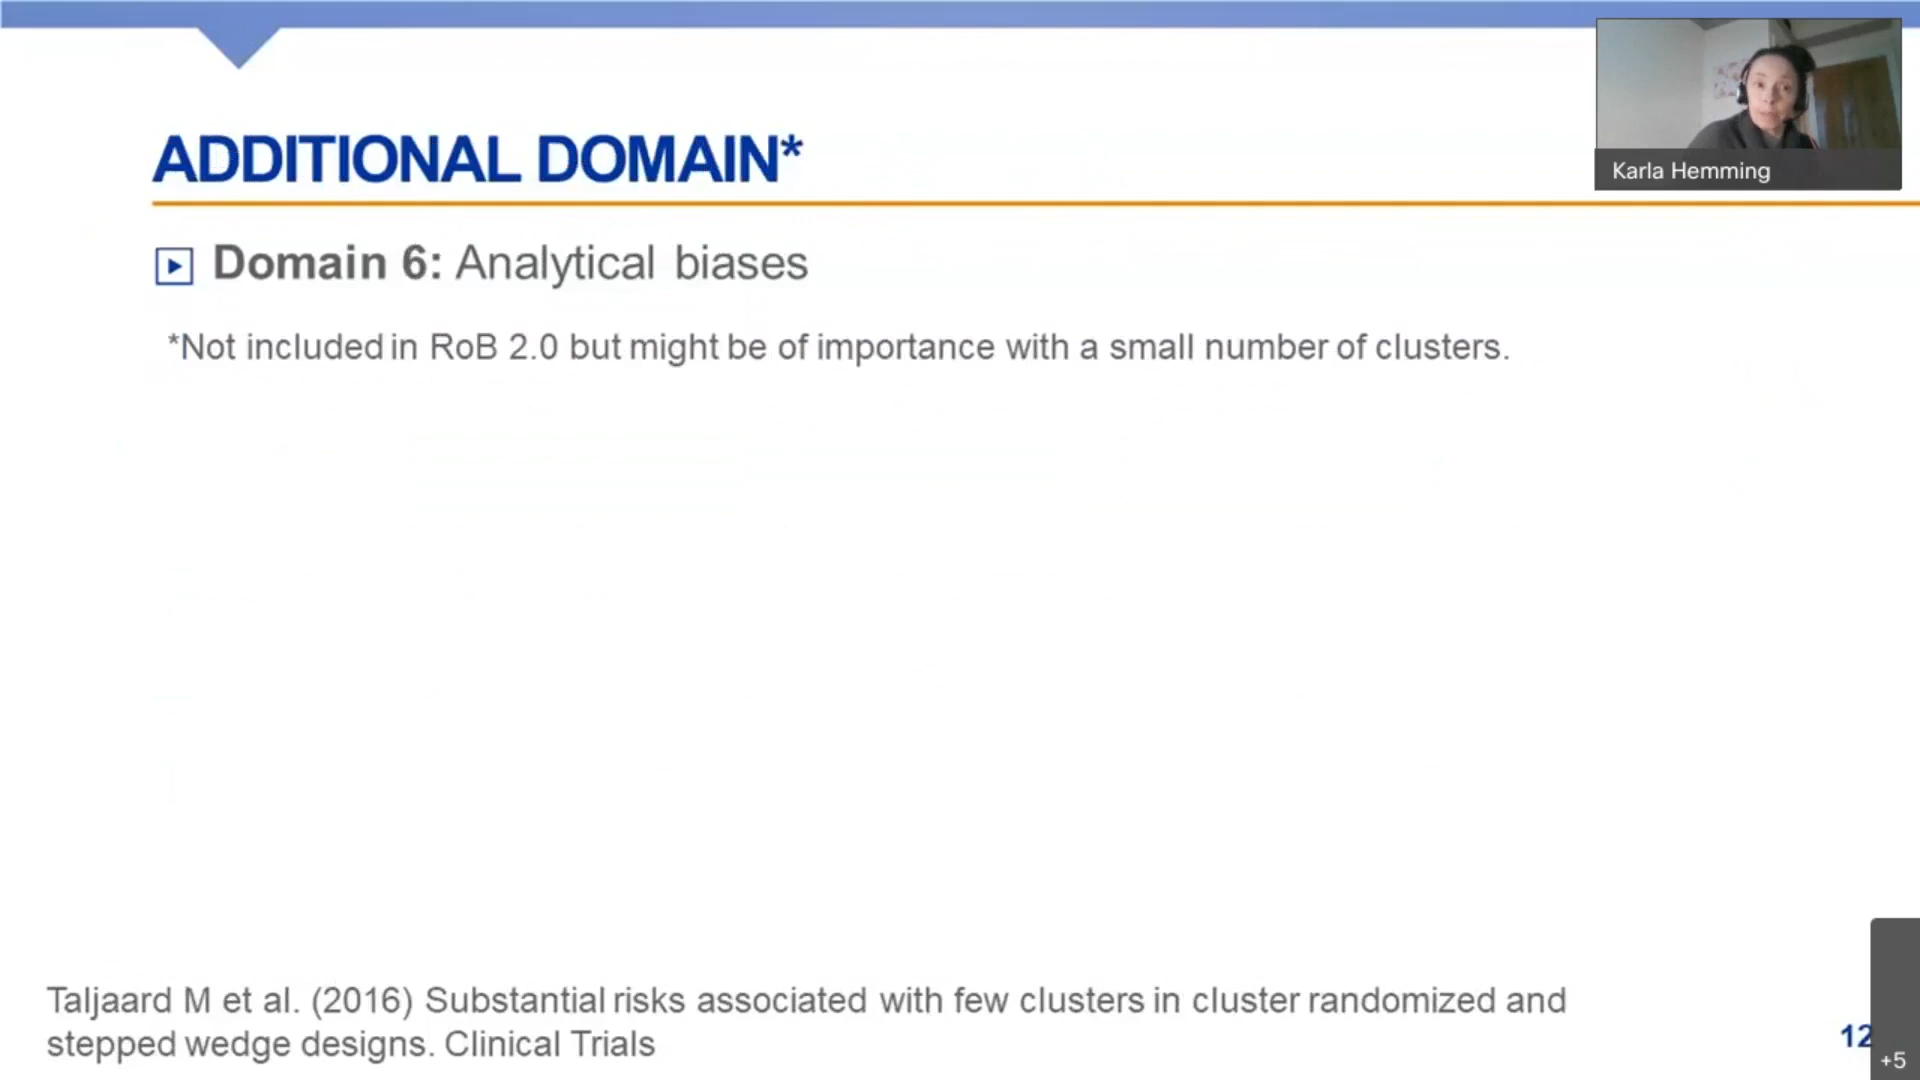 ADDITIONAL DOMAIN*
Karla Hemming
Domain 6: Analytical biases
*Not included in RoB 2.0 but might be of importance with a small number of clusters.
Taljaard M et al. (2016) Substantial risks associated with few clusters in cluster randomized and
stepped wedge designs. Clinical Trials
12
+5